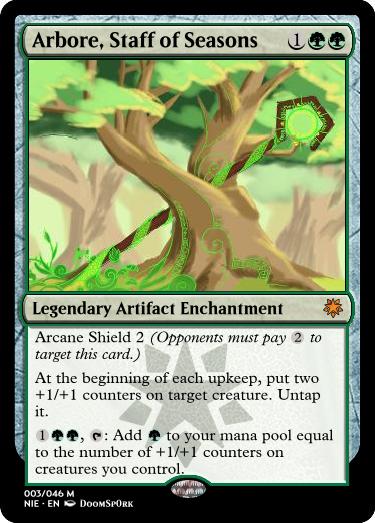 Arbore, Staff of Seasons 1
Legendary Artifact Enchantment
Arcane Shield 2 (Opponents must pay 2 to
target this card.)
At the beginning of each upkeep, put two
+1/+1 counters on target creature. Untap
it.
1, : Add to your mana pool equal
to the number of +1/+1 counters on
creatures you control.
003/046 M
NIE • EN DoomSp0rk